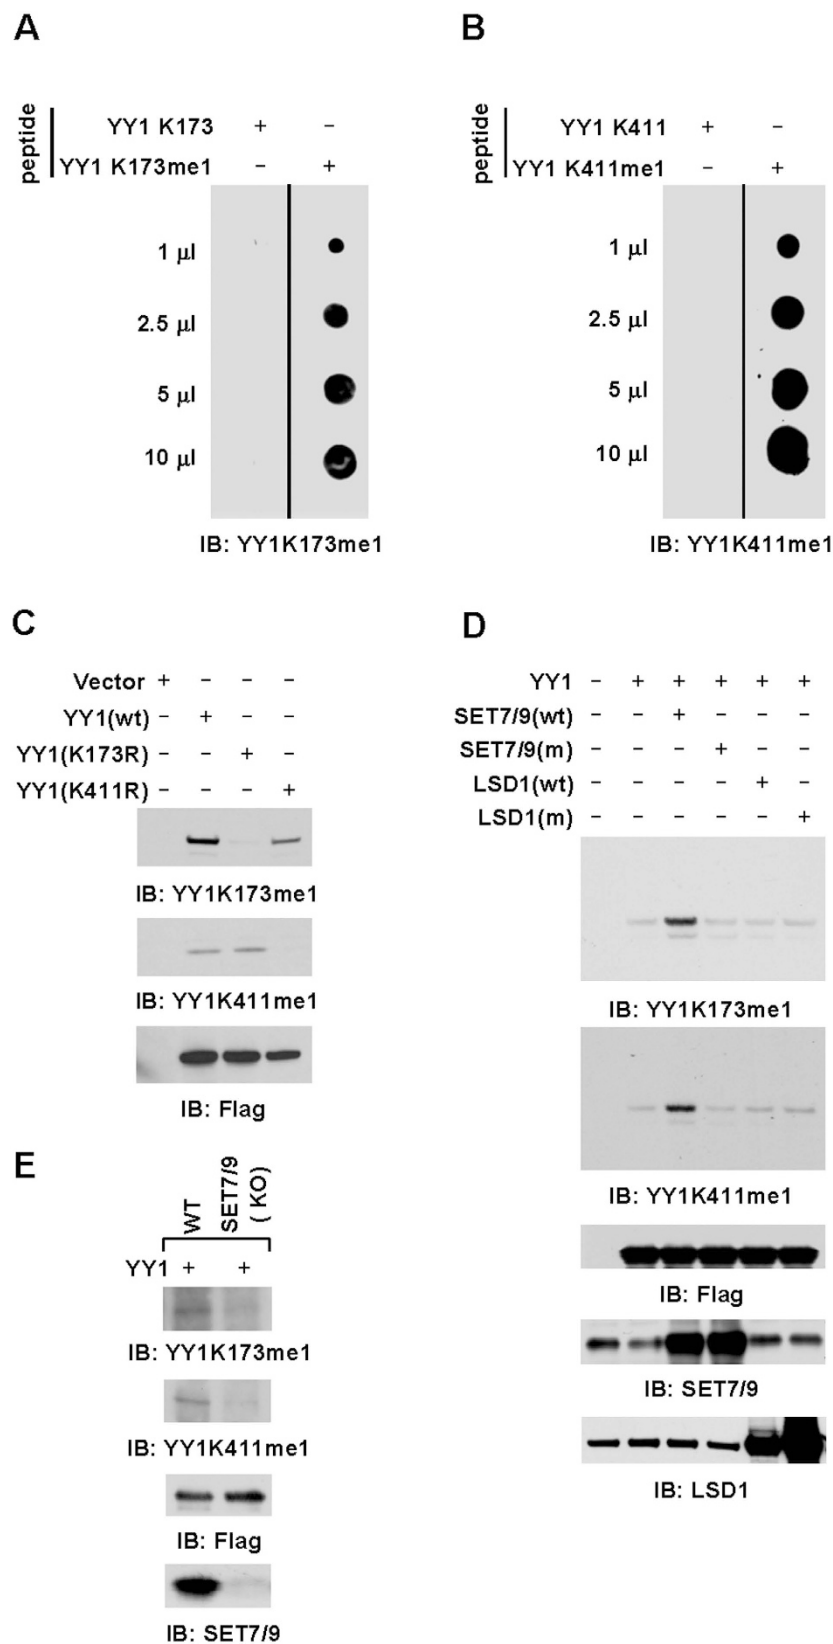 A
peptide
YY1 K173 + −
YY1 K173me1 − +
1 µl
2.5 µl
5 µl
10 µl
IB: YY1K173me1
B
peptide
YY1 K411 + −
YY1 K411me1 − +
1 µl
2.5 µl
5 µl
10 µl
IB: YY1K411me1
C
Vector + − − −
YY1(wt) − + − −
YY1(K173R) − − + −
YY1(K411R) − − − +
IB: YY1K173me1
IB: YY1K411me1
IB: Flag
D
YY1 − + + + + +
SET7/9(wt) − − + − − −
SET7/9(m) − − − + − −
LSD1(wt) − − − − + −
LSD1(m) − − − − − +
IB: YY1K173me1
IB: YY1K411me1
IB: Flag
IB: SET7/9
IB: LSD1
E
WT
SET7/9
( KO)
YY1 + +
IB: YY1K173me1
IB: YY1K411me1
IB: Flag
IB: SET7/9